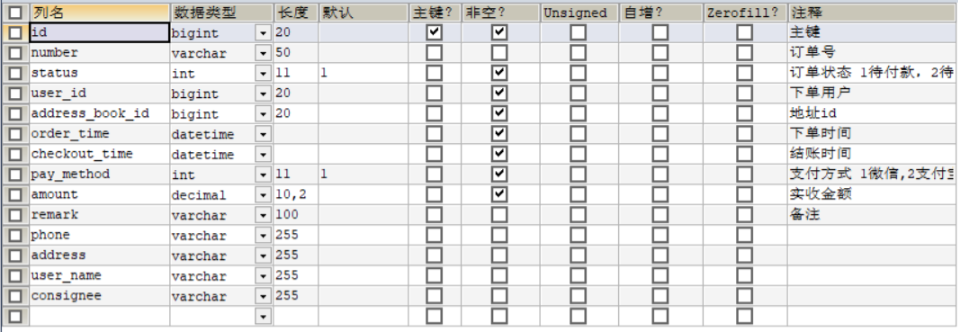 列名 数据类型 长度 默认 主键? 非空? Unsigned 自增? Zerofill? 注释
id bigint 20 主键
number varchar 50 订单号
status int 11 1 订单状态 1待付款，2待
user_id bigint 20 下单用户
address_book_id bigint 20 地址id
order_time datetime 下单时间
checkout_time datetime 结账时间
pay_method int 11 1 支付方式 1微信,2支付
amount decimal 10,2 实收金额
remark varchar 100 备注
phone varchar 255
address varchar 255
user_name varchar 255
consignee varchar 255